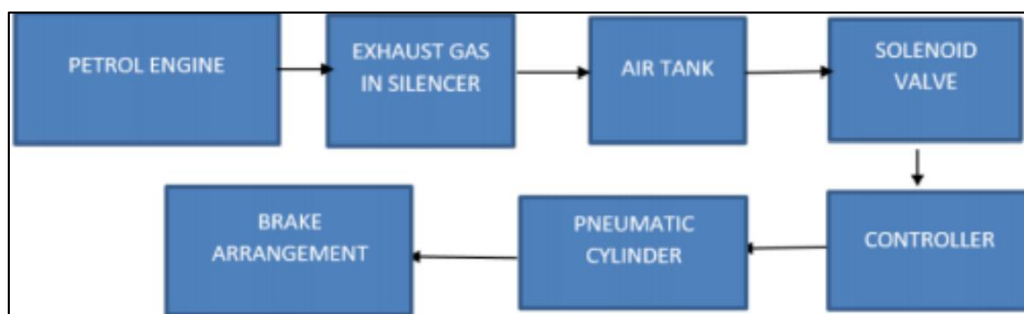 PETROL ENGINE
EXHAUST GAS
IN SILENCER
AIR TANK
SOLENOID
VALVE
CONTROLLER
PNEUMATIC
CYLINDER
BRAKE
ARRANGEMENT